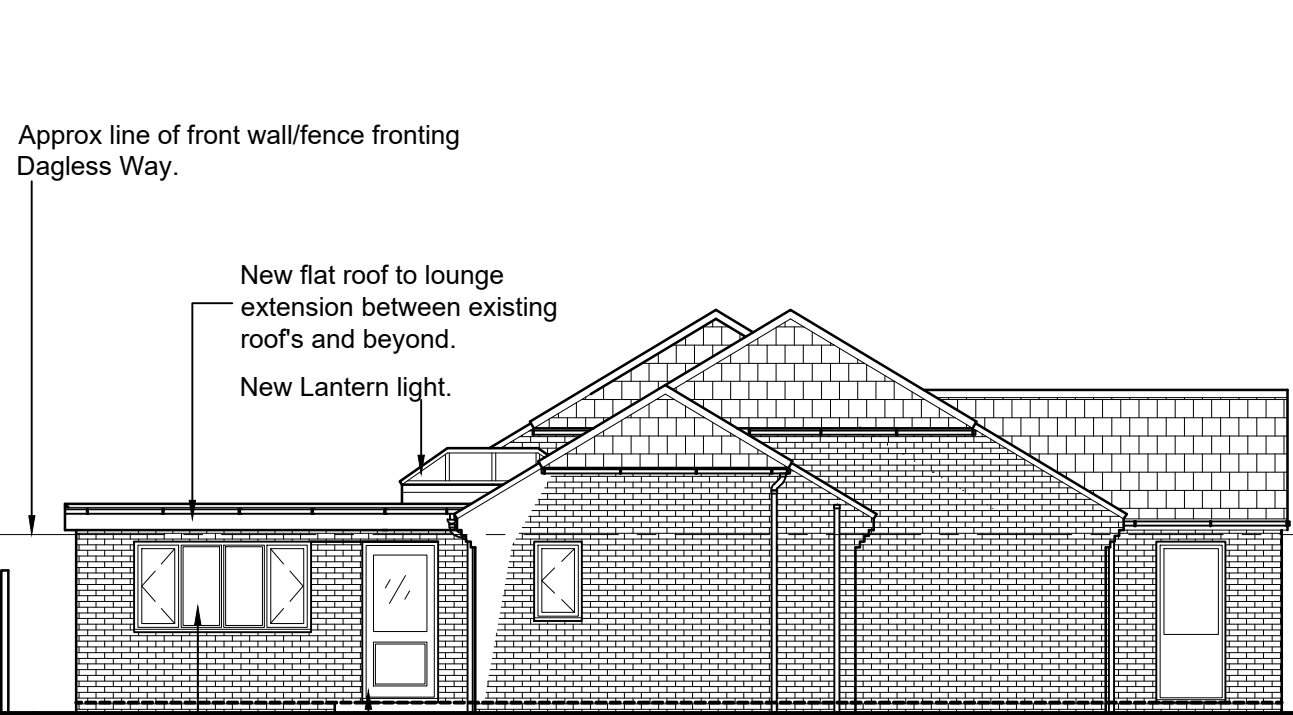 Approx line of front wall/fence fronting
Dagless Way.
New flat roof to lounge
extension between existing
roof's and beyond.
New Lantern light.